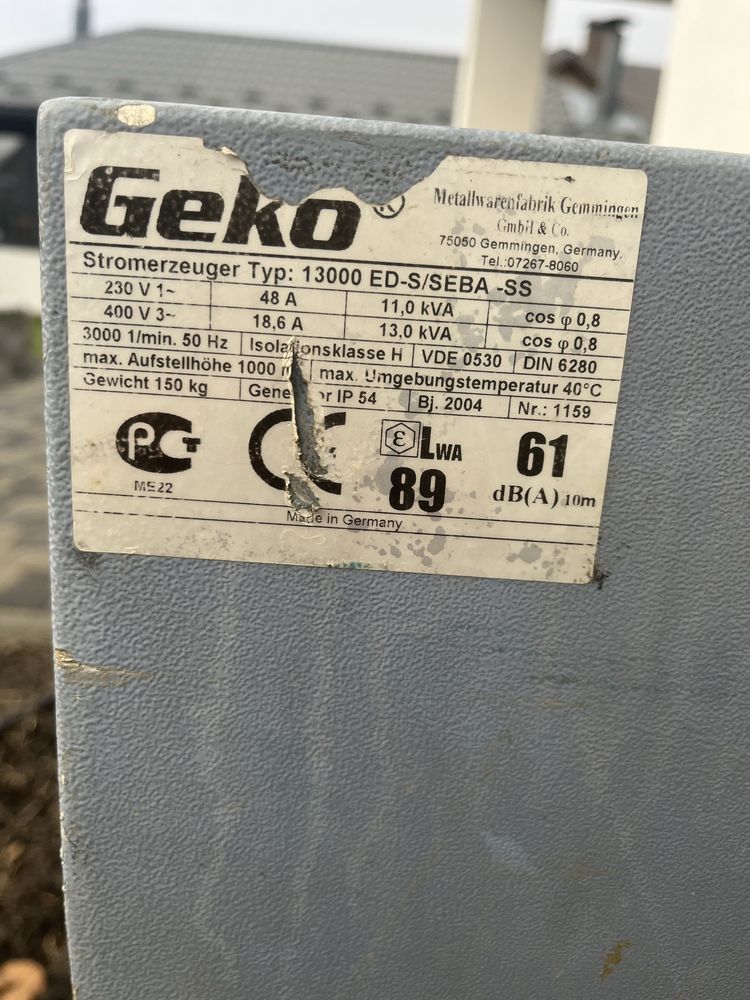 Geko ®
Metallwarenfabrik Gemmingen
GmbH & Co.
75050 Gemmingen, Germany.
Tel.:07267-8060
Stromerzeuger Typ: 13000 ED-S/SEBA -SS
230 V 1~ 48 A 11,0 kVA cos φ 0,8
400 V 3~ 18,6 A 13,0 kVA cos φ 0,8
3000 1/min. 50 Hz Isolationsklasse H VDE 0530 DIN 6280
max. Aufstellhöhe 1000 max. Umgebungstemperatur 40°C
Gewicht 150 kg IP 54 Bj. 2004 Nr.: 1159
PCT CE ε LWA 61
ME22 89 dB(A) 10m
Made in Germany